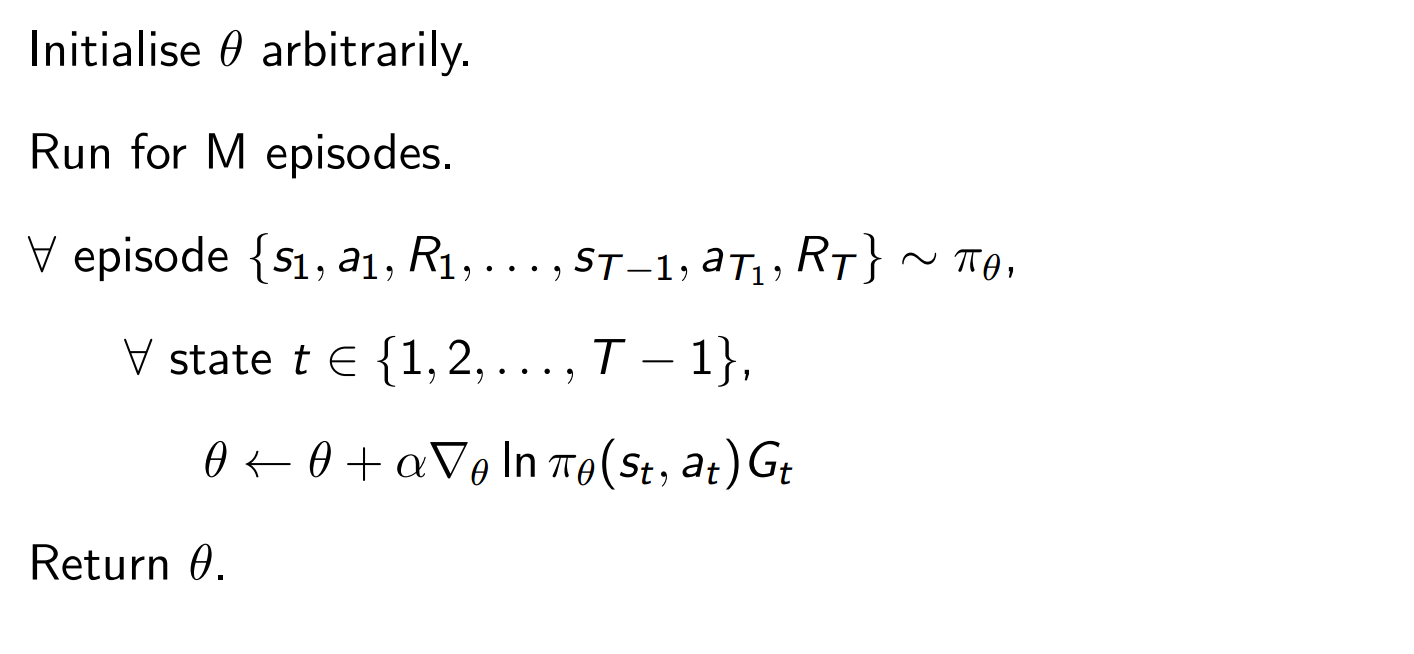 Initialise θ arbitrarily.
Run for M episodes.
∀ episode {s₁, a₁, R₁, . . . , s_{T−1}, a_{T₁}, R_T} ∼ π_θ,
∀ state t ∈ {1, 2, . . . , T − 1},
θ ← θ + α∇_θ ln π_θ(s_t, a_t)G_t
Return θ.